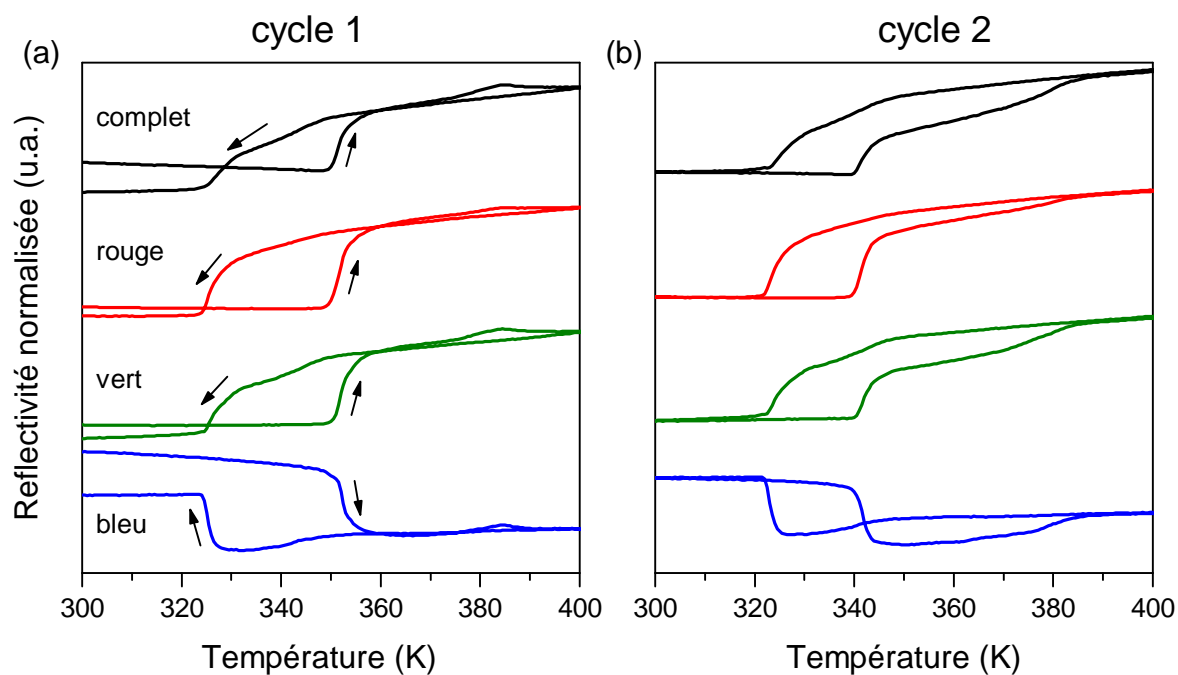 cycle 1
cycle 2
(a)
(b)
Reflectivité normalisée (u.a.)
complet
rouge
vert
bleu
300 320 340 360 380 400
300 320 340 360 380 400
Température (K)
Température (K)